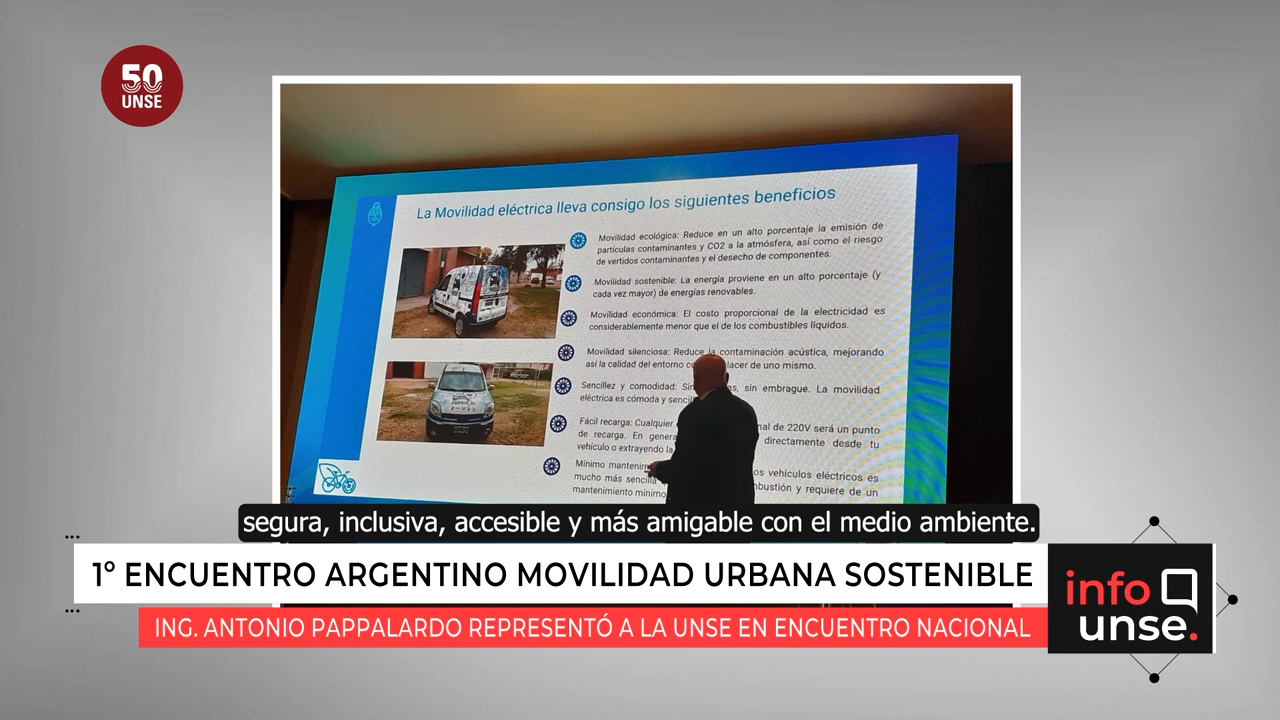 50
UNSE
La Movilidad eléctrica lleva consigo los siguientes beneficios
Movilidad ecológica: Reduce en un alto porcentaje la emisión de
partículas contaminantes y CO2 a la atmósfera, así como el riesgo
de vertidos contaminantes y el desecho de componentes.
Movilidad sostenible: La energía proviene en un alto porcentaje (y
cada vez mayor) de energías renovables.
Movilidad económica: El costo proporcional de la electricidad es
considerablemente menor que el de los combustibles líquidos.
Movilidad silenciosa: Reduce la contaminación acústica, mejorando
así la calidad del entorno lacer de uno mismo.
Sencillez y comodidad: sin embrague. La movilidad
eléctrica es cómoda y
Fácil recarga: Cualquier nal de 220V será un punto
de recarga. En directamente desde tu
vehículo o extrayendo la
Mínimo os vehículos eléctricos es
mucho más y requiere de un
mantenimiento mínimo
segura, inclusiva, accesible y más amigable con el medio ambiente.
1° ENCUENTRO ARGENTINO MOVILIDAD URBANA SOSTENIBLE
ING. ANTONIO PAPPALARDO REPRESENTÓ A LA UNSE EN ENCUENTRO NACIONAL
info
unse.